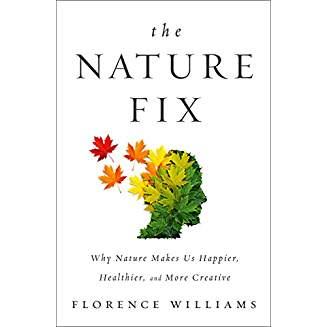 the
NATURE
FIX
Why Nature Makes Us Happier,
Healthier, and More Creative
FLORENCE WILLIAMS